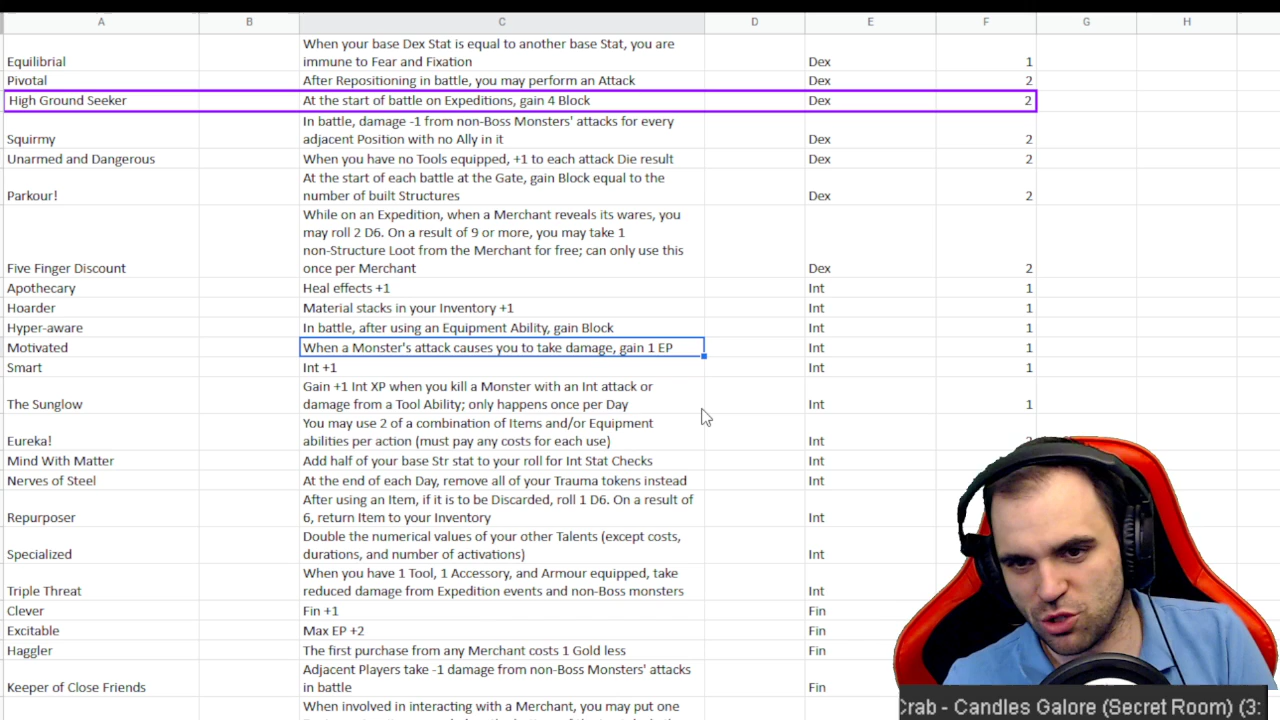 A B C D E F G H
When your base Dex Stat is equal to another base Stat, you are
Equilibrial immune to Fear and Fixation Dex 1
Pivotal After Repositioning in battle, you may perform an Attack Dex 2
High Ground Seeker At the start of battle on Expeditions, gain 4 Block Dex 2
In battle, damage -1 from non-Boss Monsters' attacks for every
Squirmy adjacent Position with no Ally in it Dex 2
Unarmed and Dangerous When you have no Tools equipped, +1 to each attack Die result Dex 2
At the start of each battle at the Gate, gain Block equal to the
Parkour! number of built Structures Dex 2
While on an Expedition, when a Merchant reveals its wares, you
may roll 2 D6. On a result of 9 or more, you may take 1
non-Structure Loot from the Merchant for free; can only use this
Five Finger Discount once per Merchant Dex 2
Apothecary Heal effects +1 Int 1
Hoarder Material stacks in your Inventory +1 Int 1
Hyper-aware In battle, after using an Equipment Ability, gain Block Int 1
Motivated When a Monster's attack causes you to take damage, gain 1 EP Int 1
Smart Int +1 Int 1
Gain +1 Int XP when you kill a Monster with an Int attack or
The Sunglow damage from a Tool Ability; only happens once per Day Int 1
You may use 2 of a combination of Items and/or Equipment
Eureka! abilities per action (must pay any costs for each use) Int
Mind With Matter Add half of your base Str stat to your roll for Int Stat Checks Int
Nerves of Steel At the end of each Day, remove all of your Trauma tokens instead Int
After using an Item, if it is to be Discarded, roll 1 D6. On a result of
Repurposer 6, return Item to your Inventory Int
Double the numerical values of your other Talents (except costs,
Specialized durations, and number of activations) Int
When you have 1 Tool, 1 Accessory, and Armour equipped, take
Triple Threat reduced damage from Expedition events and non-Boss monsters Int
Clever Fin +1 Fin
Excitable Max EP +2 Fin
Haggler The first purchase from any Merchant costs 1 Gold less Fin
Adjacent Players take -1 damage from non-Boss Monsters' attacks
Keeper of Close Friends in battle Fin
When involved in interacting with a Merchant, you may put one
Crab - Candles Galore (Secret Room) (3: